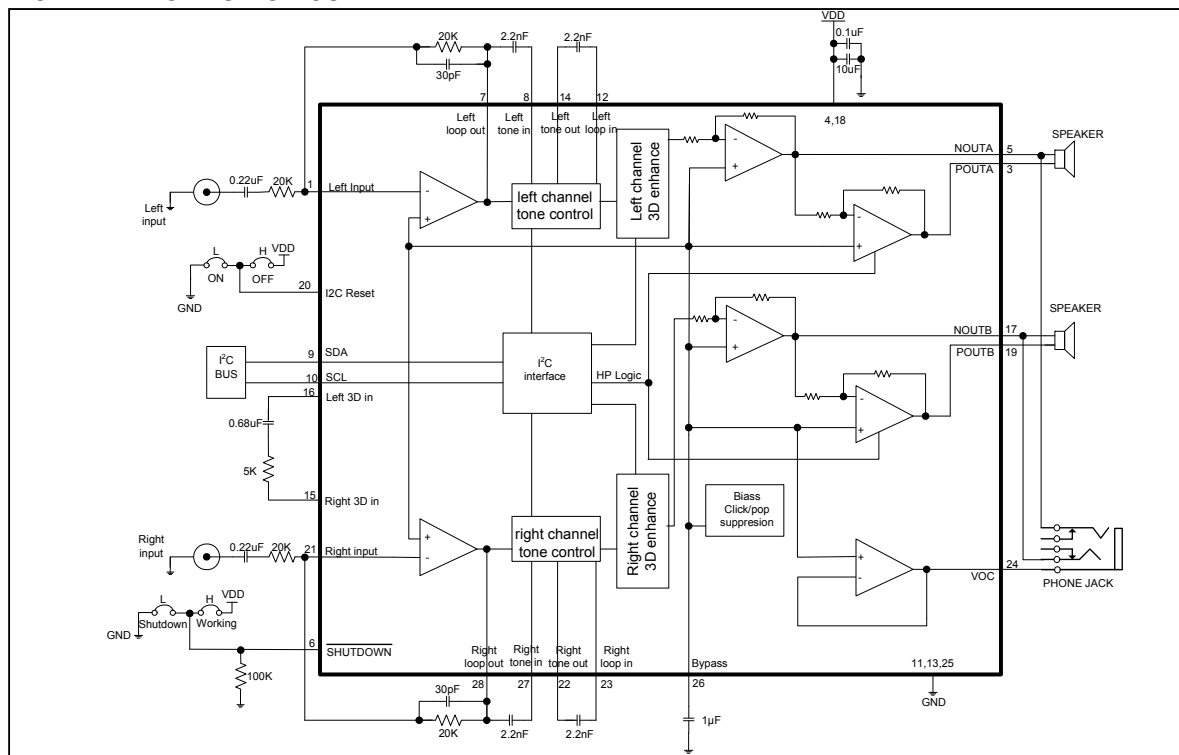 VDD
0.1uF
10uF
20K
2.2nF
2.2nF
30pF
7
8
14
12
4,18
Left
loop out
Left
tone in
Left
tone out
Left
loop in
SPEAKER
NOUTA
5
POUTA
3
0.22uF
20K
1
Left Input
Left
input
-
+
left channel
tone control
Left channel
3D enhance
-
+
-
+
L
H
VDD
ON
OFF
GND
20
I2C Reset
I2C
BUS
9
SDA
10
SCL
16
Left 3D in
0.68uF
5K
15
Right 3D in
I2C
interface
HP Logic
-
+
-
+
SPEAKER
NOUTB
17
POUTB
19
Right
input
0.22uF
20K
21
Right input
+
-
right channel
tone control
Right channel
3D enhance
Biass
Click/pop
suppresion
+
-
VOC
24
PHONE JACK
L
H
VDD
Shutdown
Working
GND
6
SHUTDOWN
100K
Right
loop out
Right
tone in
Right
tone out
Right
loop in
Bypass
11,13,25
28
27
22
23
26
GND
30pF
20K
2.2nF
2.2nF
1µF